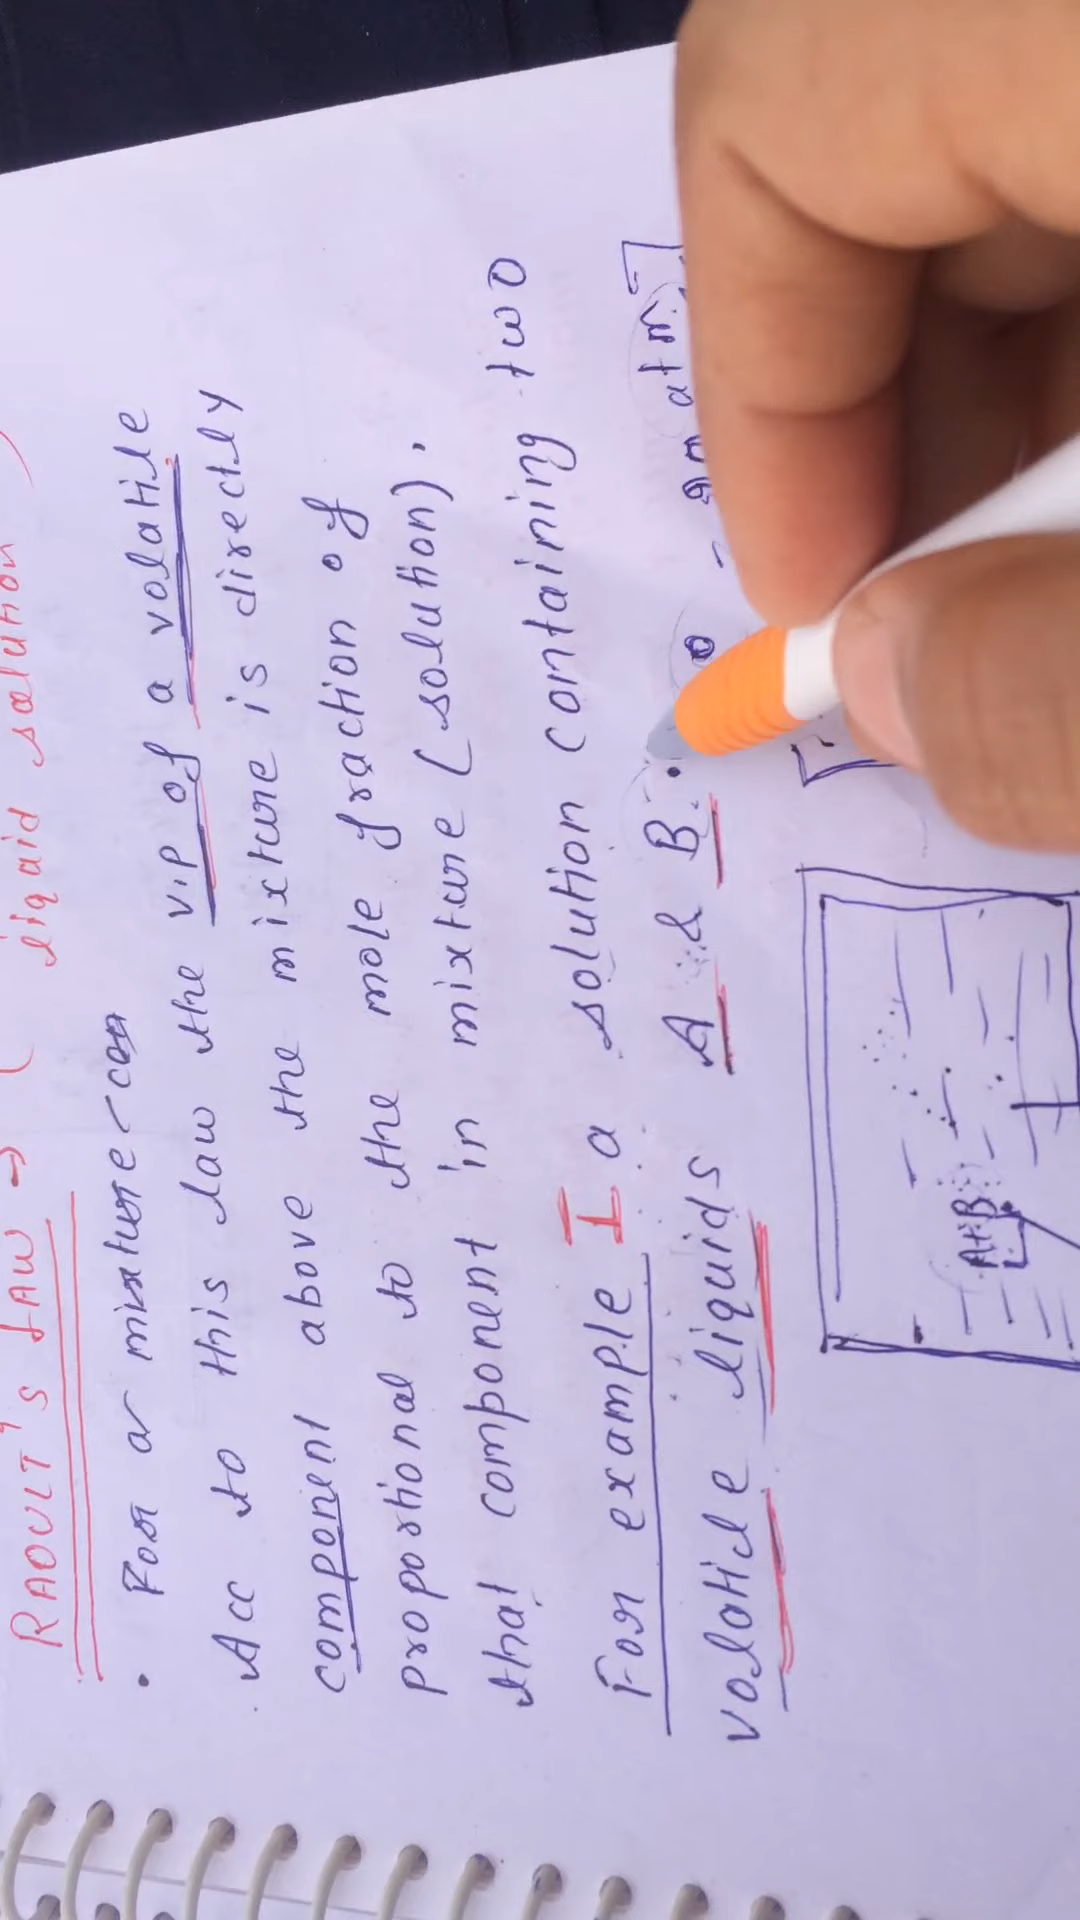 RAOULT'S LAW → ( liquid solution )
• For a mixture
Acc to this law the v.p of a volatile
component above the mixture is directly
proportional to the mole fraction of
that component in mixture (solution).
For example I a solution containing two
volatile liquids A & B.
atm
A+B